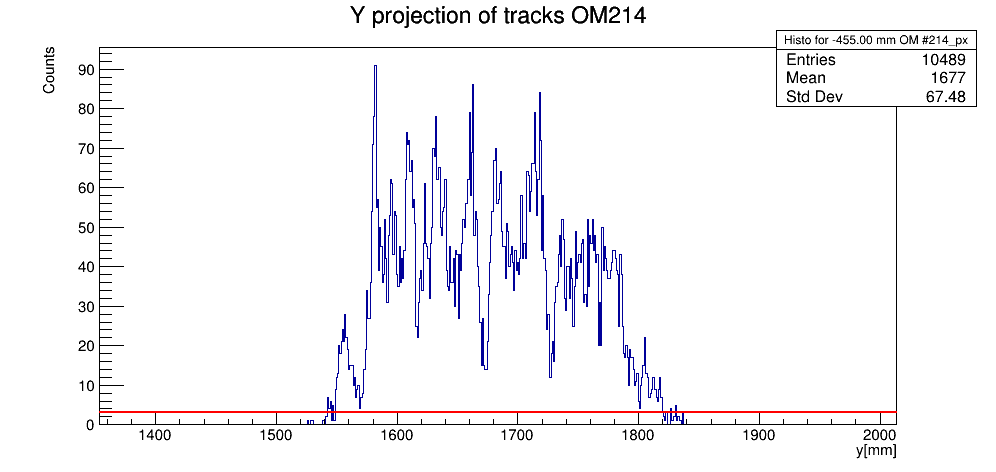 Y projection of tracks OM214
Histo for -455.00 mm OM #214_px
Entries 10489
Mean 1677
Std Dev 67.48
Counts
90
80
70
60
50
40
30
20
10
0
1400 1500 1600 1700 1800 1900 2000
y[mm]